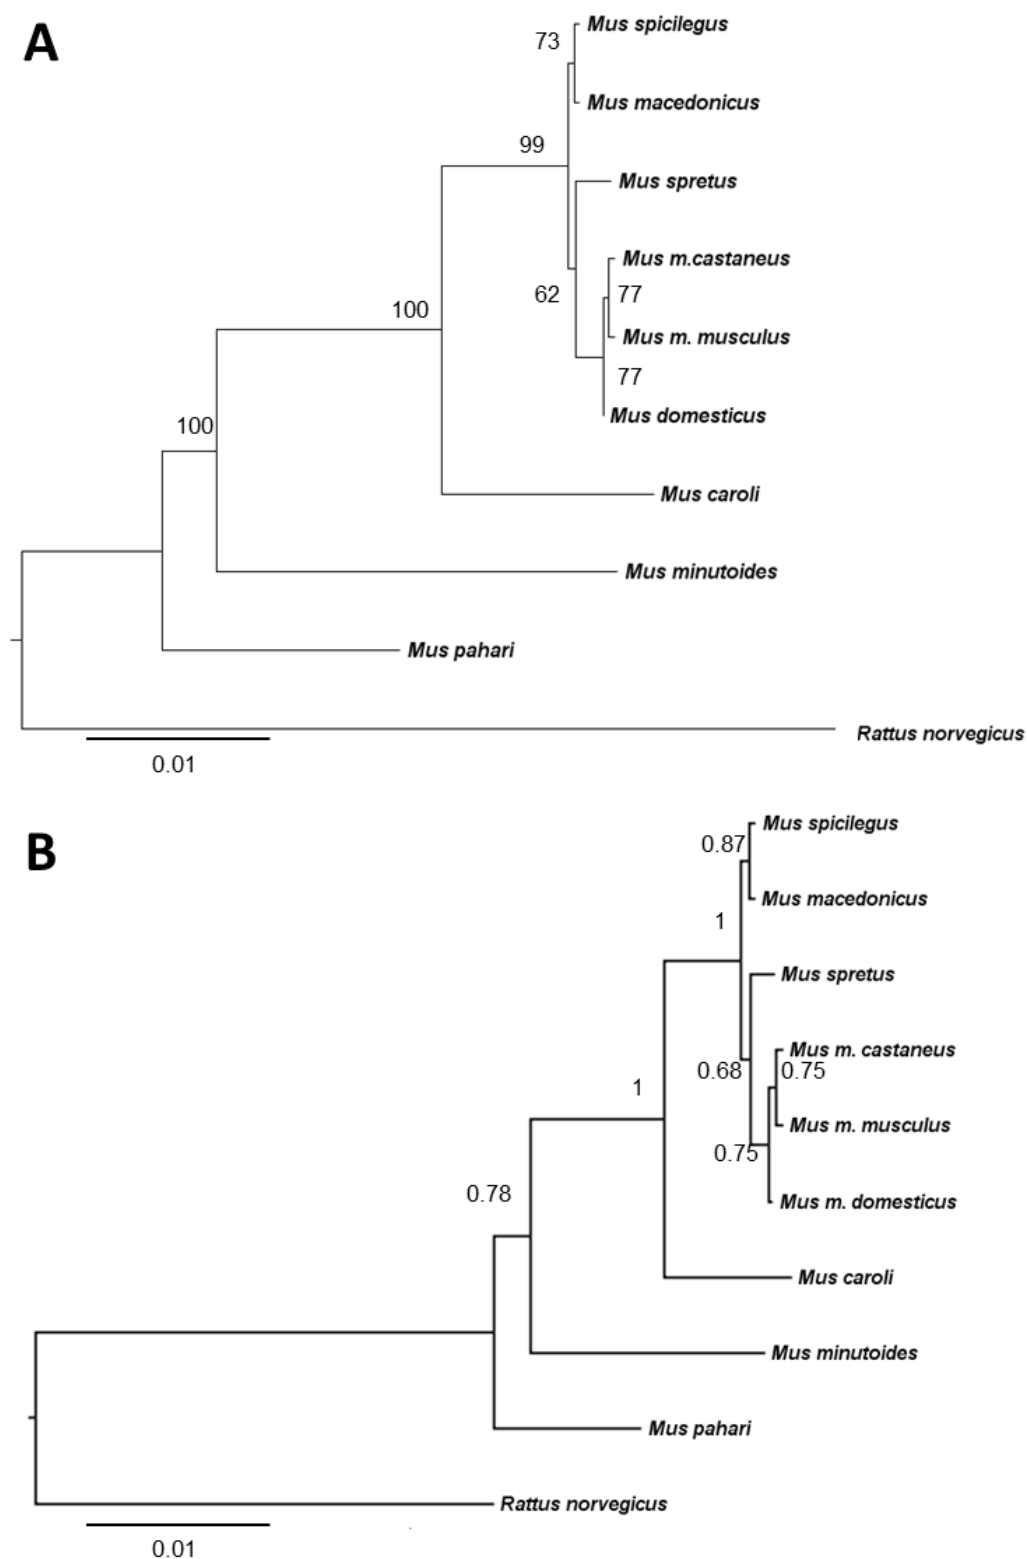 A
Mus spicilegus
73
Mus macedonicus
99
Mus spretus
Mus m.castaneus
62
77
100
Mus m. musculus
77
Mus domesticus
100
Mus caroli
Mus minutoides
Mus pahari
Rattus norvegicus
0.01
B
Mus spicilegus
0.87
Mus macedonicus
1
Mus spretus
Mus m. castaneus
0.68
0.75
1
Mus m. musculus
0.75
Mus m. domesticus
0.78
Mus caroli
Mus minutoides
Mus pahari
Rattus norvegicus
0.01